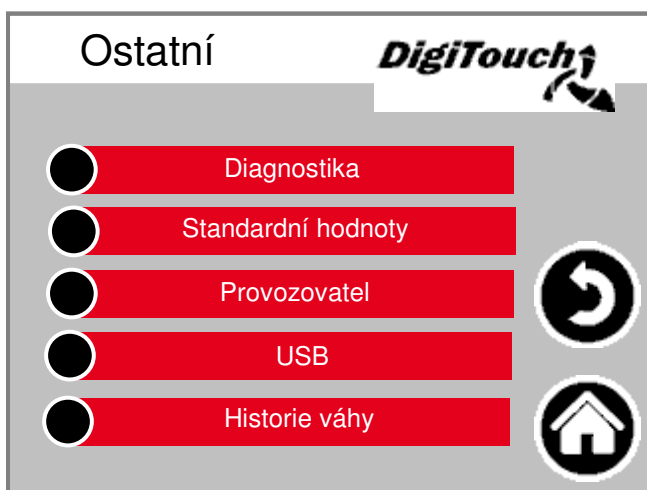 Ostatní
DigiTouch
Diagnostika
Standardní hodnoty
Provozovatel
USB
Historie váhy